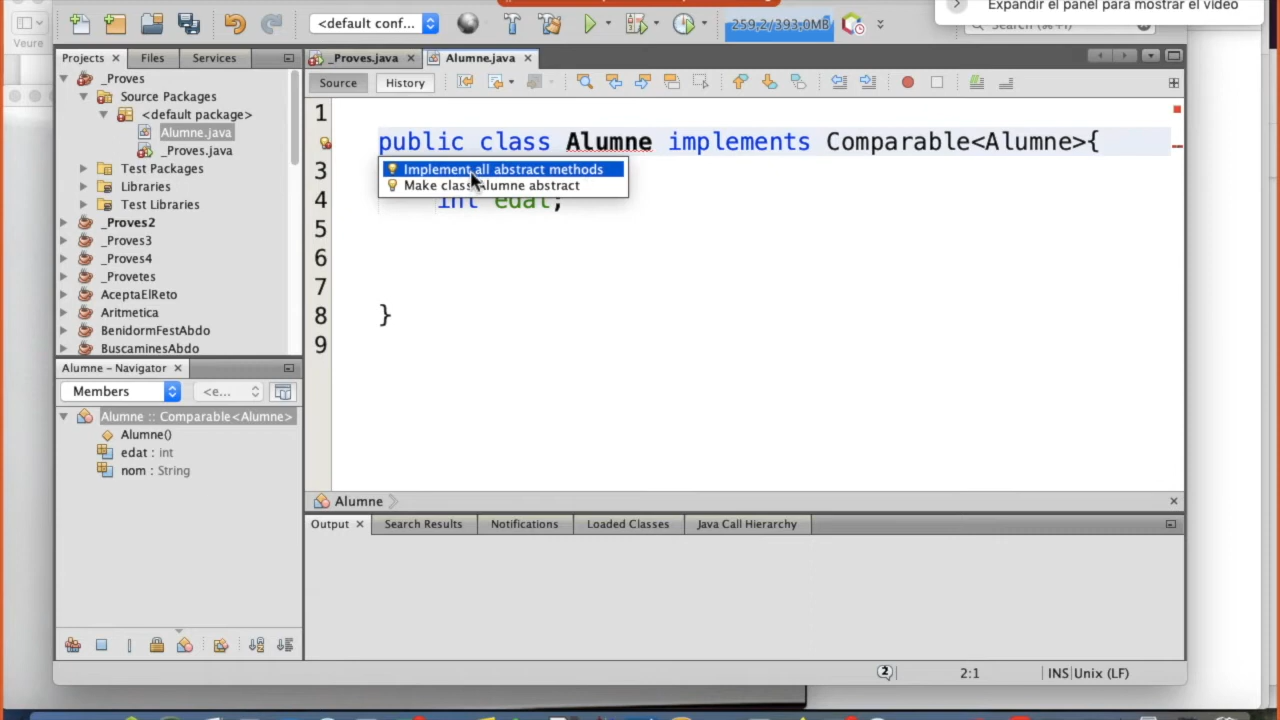 Expandir el panel para mostrar el vídeo
<default conf...
259,2/393,0MB
Veure
Projects
Files
Services
_Proves.java
Alumne.java
Source
History
_Proves
Source Packages
<default package>
Alumne.java
_Proves.java
Test Packages
Libraries
Test Libraries
_Proves2
_Proves3
_Proves4
_Provetes
AceptaElReto
Aritmetica
BenidormFestAbdo
BuscaminesAbdo
1
public class Alumne implements Comparable<Alumne>{
Implement all abstract methods
3
Make class Alumne abstract
4 int edat;
5
6
7
8 }
9
Alumne - Navigator
Members
<e...
Alumne :: Comparable<Alumne>
Alumne()
edat : int
nom : String
Alumne
Output
Search Results
Notifications
Loaded Classes
Java Call Hierarchy
2
2:1
INS
Unix (LF)